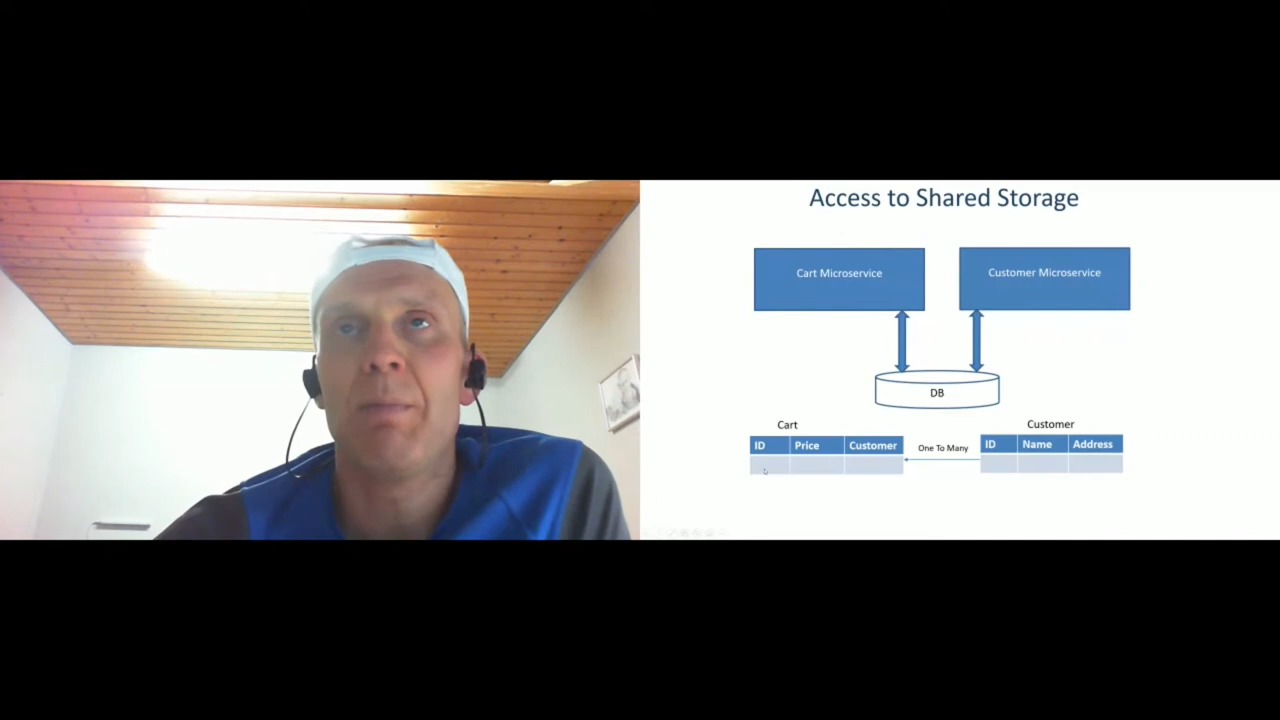 Access to Shared Storage
Cart Microservice
Customer Microservice
DB
Cart
Customer
ID Price Customer
One To Many
ID Name Address